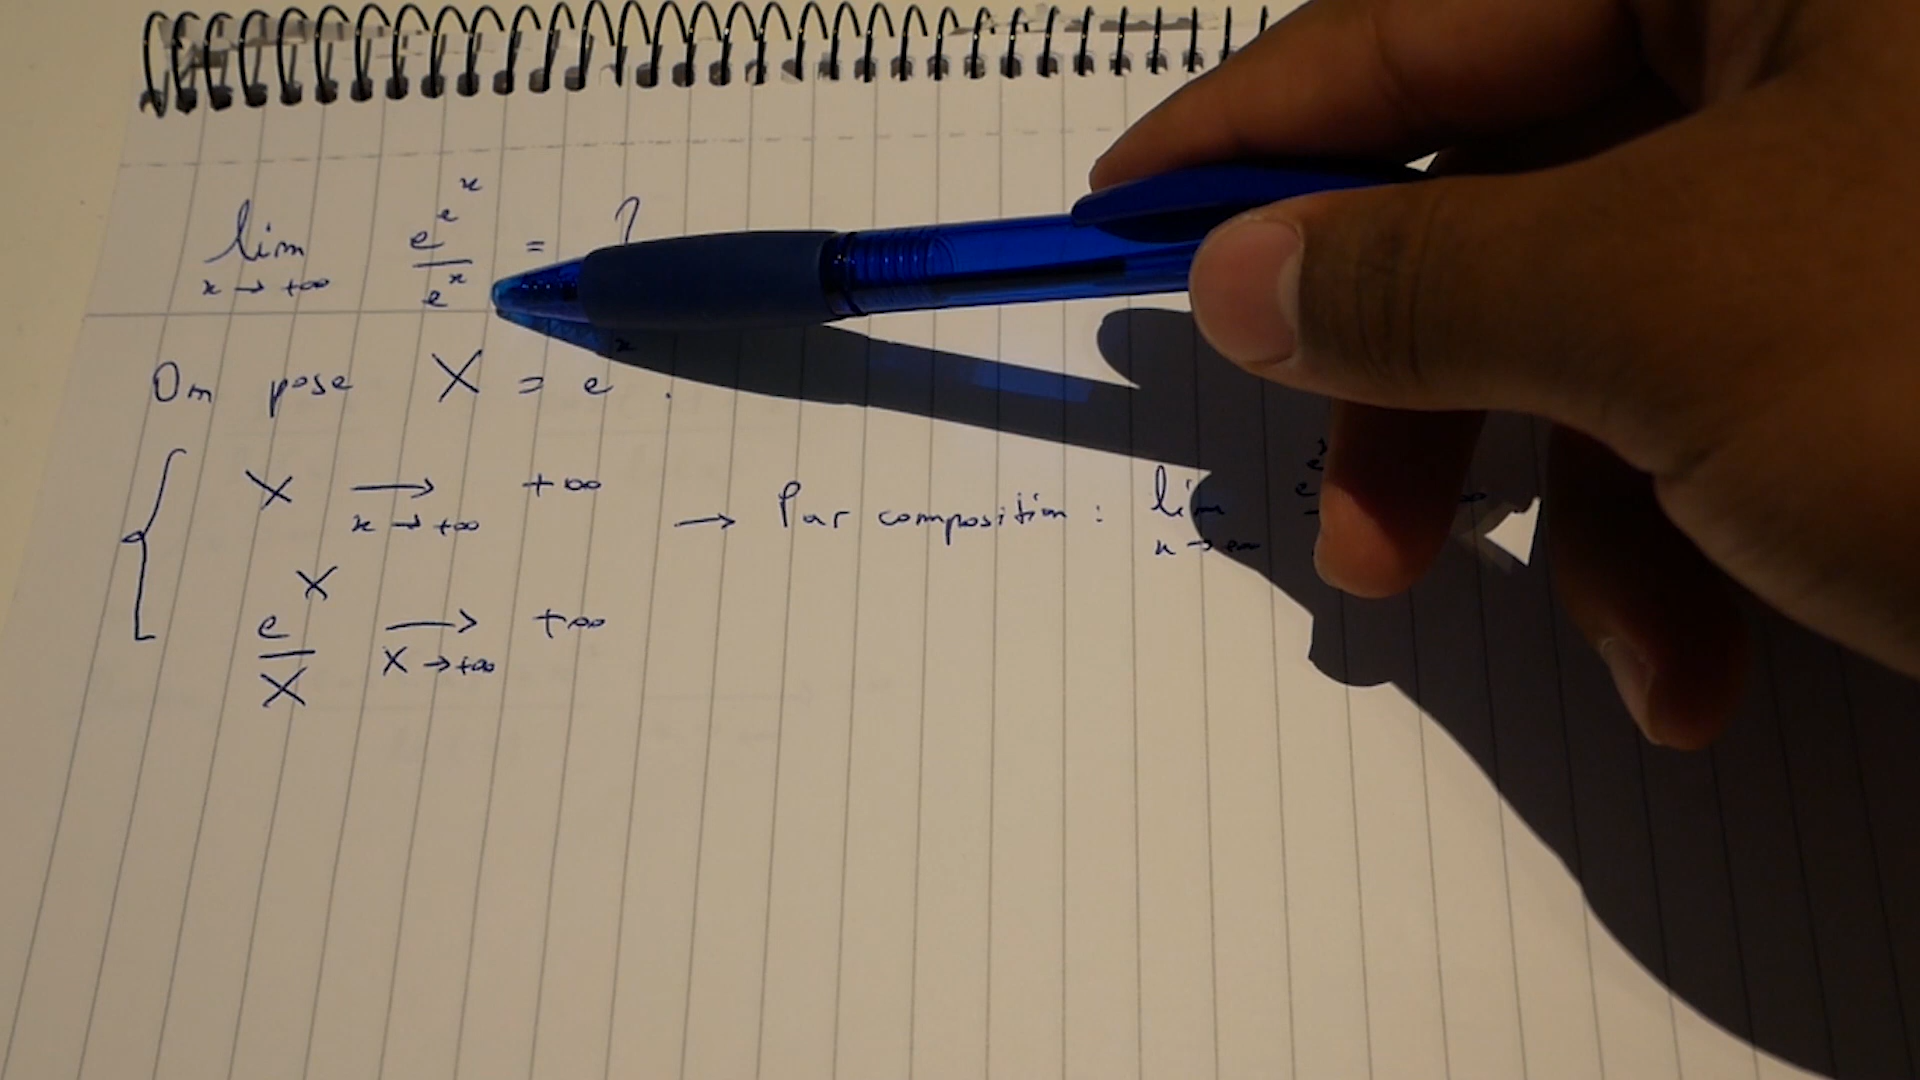 lim x → +∞ e^e^x / e^x = ?
On pose X = e^x .
X → x → +∞ +∞
→ Par composition : lim
e^X / X → X → +∞ +∞